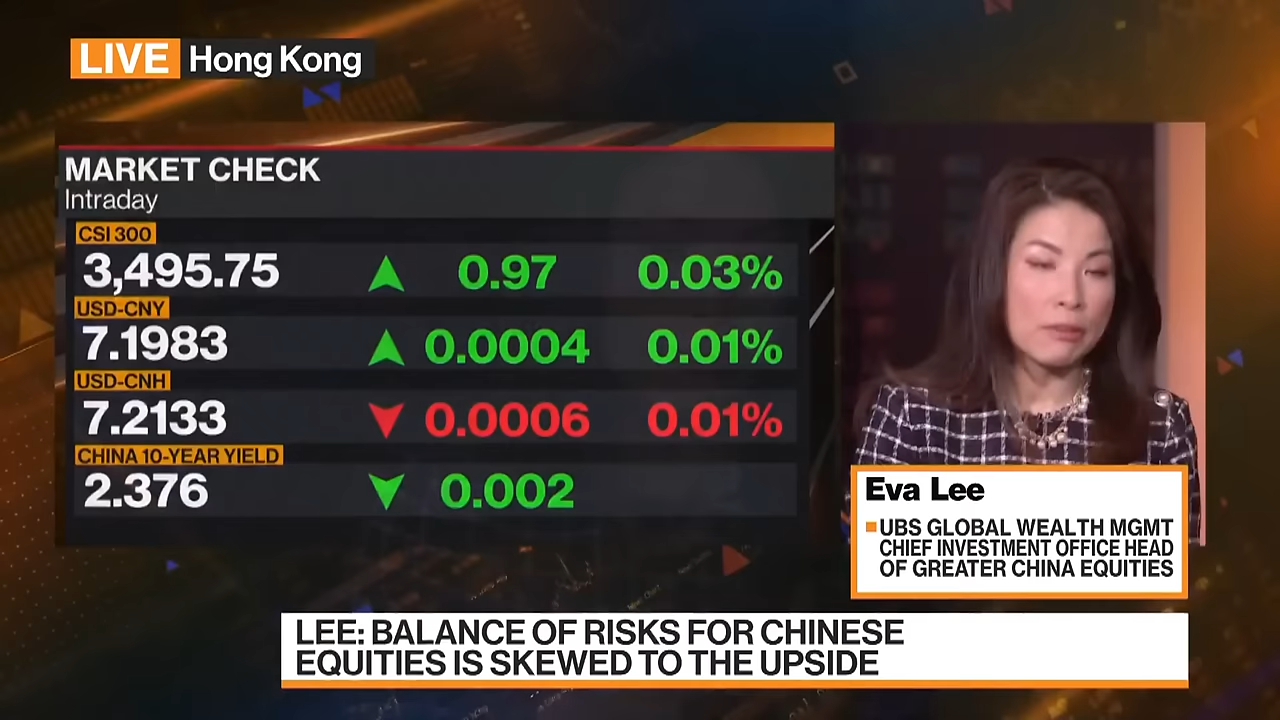 LIVE Hong Kong
MARKET CHECK
Intraday
CSI 300
3,495.75 ▲ 0.97 0.03%
USD-CNY
7.1983 ▲ 0.0004 0.01%
USD-CNH
7.2133 ▼ 0.0006 0.01%
CHINA 10-YEAR YIELD
2.376 ▼ 0.002
Eva Lee
UBS GLOBAL WEALTH MGMT
CHIEF INVESTMENT OFFICE HEAD
OF GREATER CHINA EQUITIES
LEE: BALANCE OF RISKS FOR CHINESE
EQUITIES IS SKEWED TO THE UPSIDE